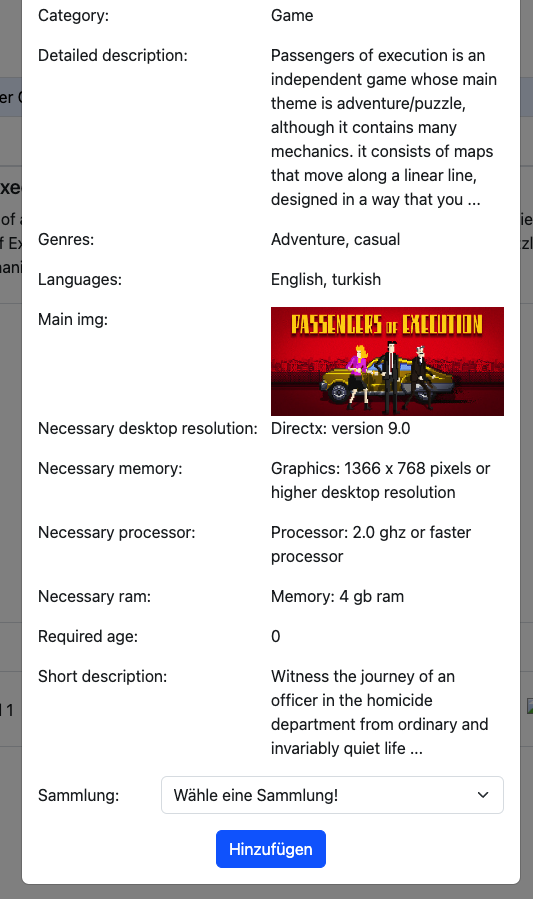 Category: Game
Detailed description: Passengers of execution is an
independent game whose main
theme is adventure/puzzle,
although it contains many
mechanics. it consists of maps
that move along a linear line,
designed in a way that you ...
Genres: Adventure, casual
Languages: English, turkish
Main img:
PASSENGERS OF EXECUTION
Necessary desktop resolution: Directx: version 9.0
Necessary memory: Graphics: 1366 x 768 pixels or
higher desktop resolution
Necessary processor: Processor: 2.0 ghz or faster
processor
Necessary ram: Memory: 4 gb ram
Required age: 0
Short description: Witness the journey of an
officer in the homicide
department from ordinary and
invariably quiet life ...
Sammlung: Wähle eine Sammlung!
Hinzufügen